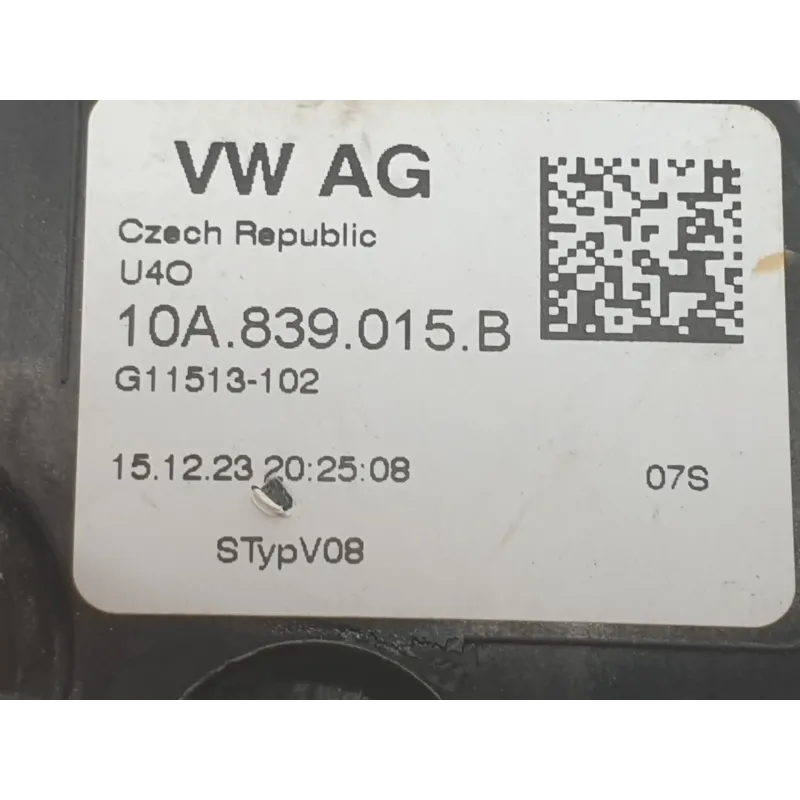 VW AG
Czech Republic
U4O
10A.839.015.B
G11513-102
15.12.23 20:25:08
07S
STypV08